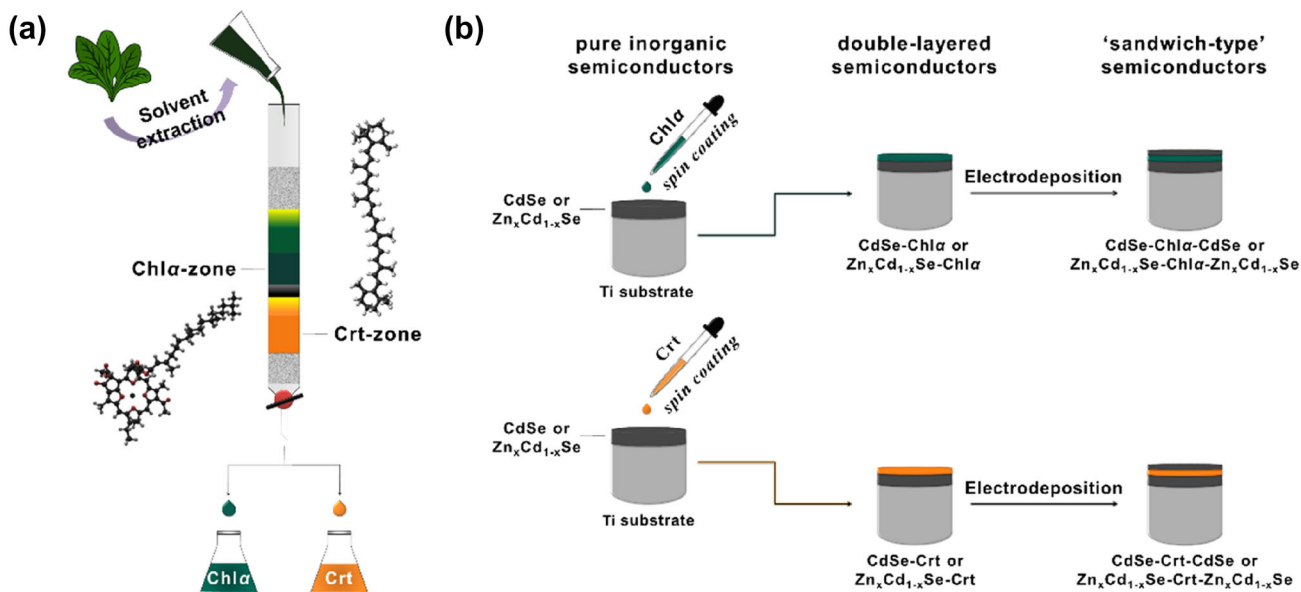 (a)
Solvent
extraction
Chlα-zone
Crt-zone
Chlα
Crt
(b)
pure inorganic
semiconductors
double-layered
semiconductors
‘sandwich-type’
semiconductors
Chlα
spin coating
CdSe or
ZnₓCd₁₋ₓSe
Ti substrate
Electrodeposition
CdSe-Chlα or
ZnₓCd₁₋ₓSe-Chlα
CdSe-Chlα-CdSe or
ZnₓCd₁₋ₓSe-Chlα-ZnₓCd₁₋ₓSe
Crt
spin coating
CdSe or
ZnₓCd₁₋ₓSe
Ti substrate
Electrodeposition
CdSe-Crt or
ZnₓCd₁₋ₓSe-Crt
CdSe-Crt-CdSe or
ZnₓCd₁₋ₓSe-Crt-ZnₓCd₁₋ₓSe